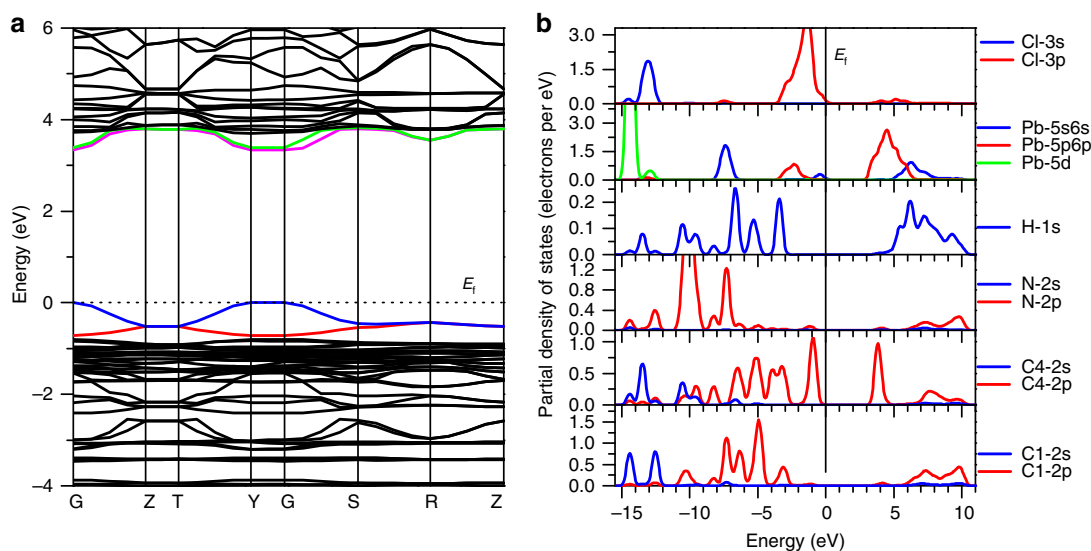 a
Energy (eV)
6
4
2
0
−2
−4
E_f
G Z T Y G S R Z
b
Partial density of states (electrons per eV)
E_f
3.0
1.5
0.0
Cl-3s
Cl-3p
3.0
1.5
0.0
Pb-5s6s
Pb-5p6p
Pb-5d
0.2
0.1
0.0
H-1s
1.2
0.8
0.4
0.0
N-2s
N-2p
1.0
0.5
0.0
C4-2s
C4-2p
1.5
1.0
0.5
0.0
C1-2s
C1-2p
−15 −10 −5 0 5 10
Energy (eV)